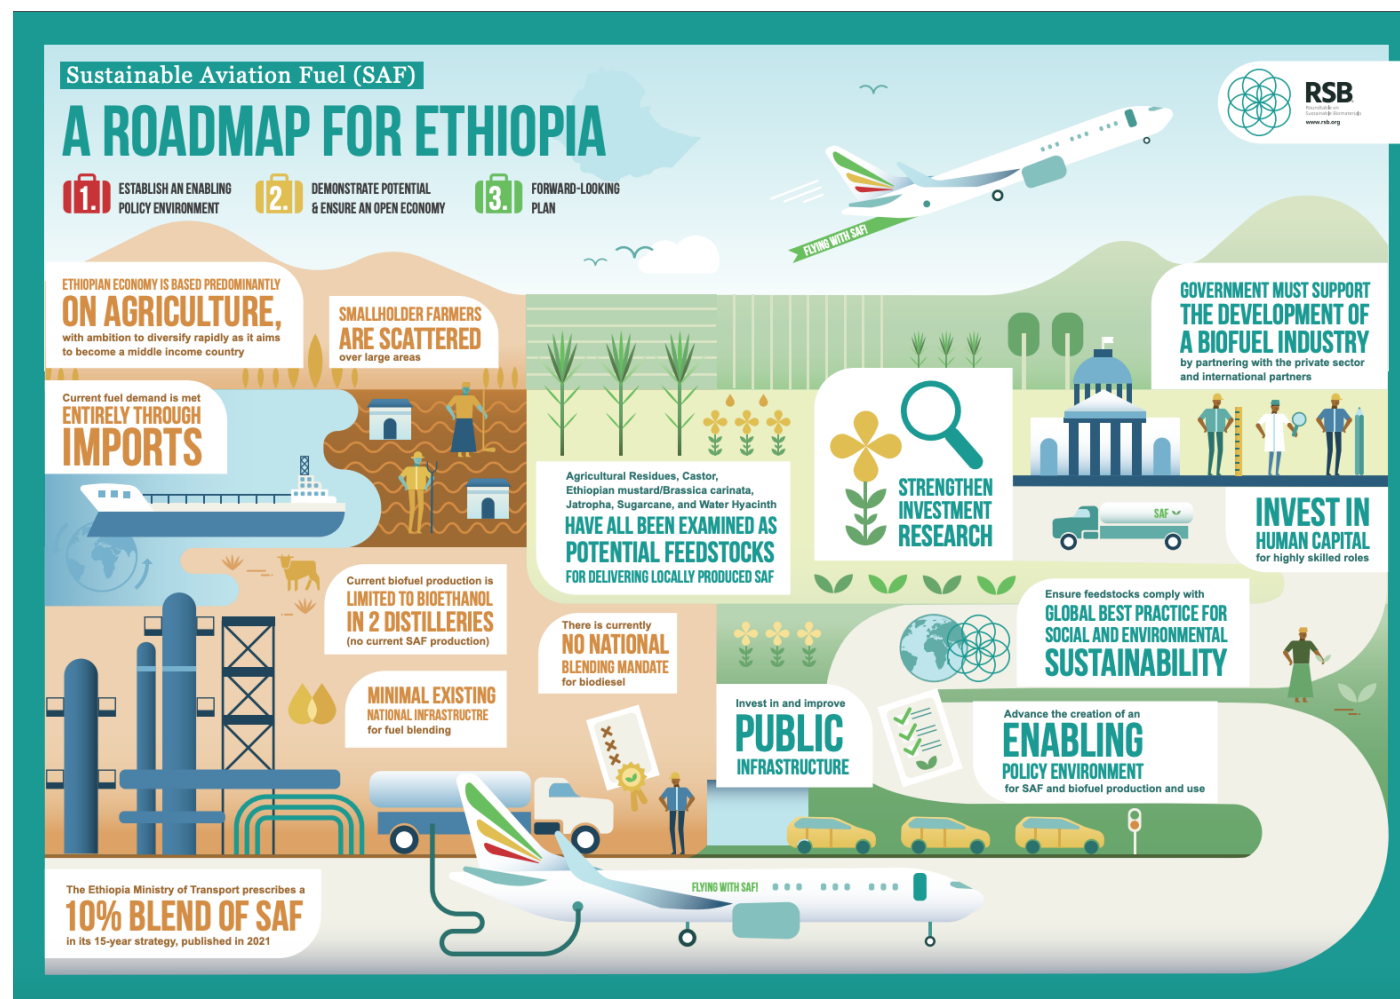 Sustainable Aviation Fuel (SAF)
A ROADMAP FOR ETHIOPIA
1.
ESTABLISH AN ENABLING
POLICY ENVIRONMENT
2.
DEMONSTRATE POTENTIAL
& ENSURE AN OPEN ECONOMY
3.
FORWARD-LOOKING
PLAN
RSB
Roundtable on
Sustainable Biomaterials
www.rsb.org
FLYING WITH SAF!
ETHIOPIAN ECONOMY IS BASED PREDOMINANTLY
ON AGRICULTURE,
with ambition to diversify rapidly as it aims
to become a middle income country
SMALLHOLDER FARMERS
ARE SCATTERED
over large areas
GOVERNMENT MUST SUPPORT
THE DEVELOPMENT OF
A BIOFUEL INDUSTRY
by partnering with the private sector
and international partners
Current fuel demand is met
ENTIRELY THROUGH
IMPORTS
Agricultural Residues, Castor,
Ethiopian mustard/Brassica carinata,
Jatropha, Sugarcane, and Water Hyacinth
HAVE ALL BEEN EXAMINED AS
POTENTIAL FEEDSTOCKS
FOR DELIVERING LOCALLY PRODUCED SAF
STRENGTHEN
INVESTMENT
RESEARCH
SAF
INVEST IN
HUMAN CAPITAL
for highly skilled roles
Current biofuel production is
LIMITED TO BIOETHANOL
IN 2 DISTILLERIES
(no current SAF production)
There is currently
NO NATIONAL
BLENDING MANDATE
for biodiesel
Ensure feedstocks comply with
GLOBAL BEST PRACTICE FOR
SOCIAL AND ENVIRONMENTAL
SUSTAINABILITY
MINIMAL EXISTING
NATIONAL INFRASTRUCTRE
for fuel blending
Invest in and improve
PUBLIC
INFRASTRUCTURE
Advance the creation of an
ENABLING
POLICY ENVIRONMENT
for SAF and biofuel production and use
The Ethiopia Ministry of Transport prescribes a
10% BLEND OF SAF
in its 15-year strategy, published in 2021
FLYING WITH SAF!